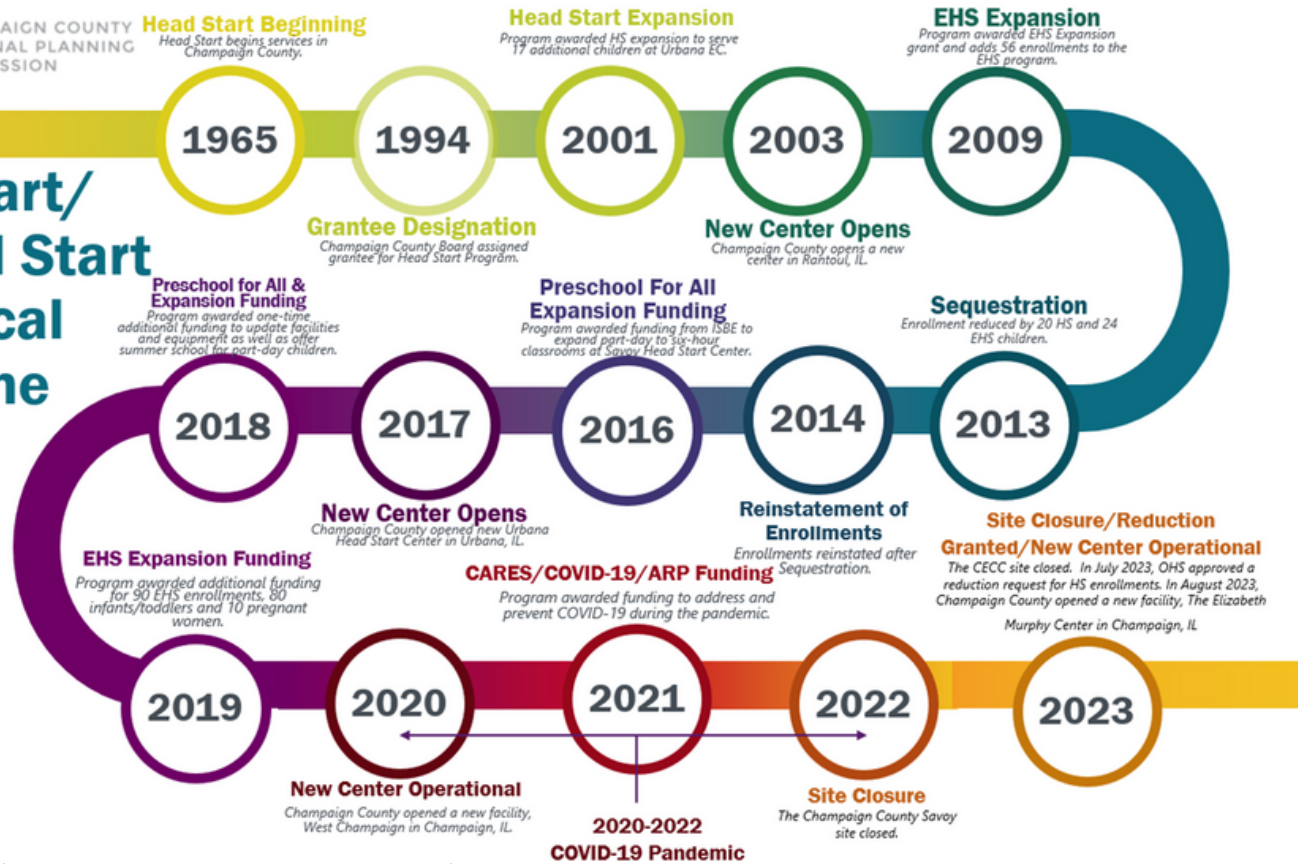 AIGN COUNTY
NAL PLANNING
SSION
Head Start Beginning
Head Start begins services in
Champaign County.
Head Start Expansion
Program awarded HS expansion to serve
17 additional children at Urbana EC.
EHS Expansion
Program awarded EHS Expansion
grant and adds 56 enrollments to the
EHS program.
1965
1994
2001
2003
2009
art/
Start
cal
ne
Grantee Designation
Champaign County Board assigned
grantee for Head Start Program.
New Center Opens
Champaign County opens a new
center in Rantoul, IL.
Preschool for All &
Expansion Funding
Program awarded one-time
additional funding to update facilities
and equipment as well as offer
summer school for part-day children.
Preschool For All
Expansion Funding
Program awarded funding from ISBE to
expand part-day to six-hour
classrooms at Savoy Head Start Center.
Sequestration
Enrollment reduced by 20 HS and 24
EHS children.
2018
2017
2016
2014
2013
New Center Opens
Champaign County opened new Urbana
Head Start Center in Urbana, IL.
Reinstatement of
Enrollments
Enrollments reinstated after
Sequestration.
EHS Expansion Funding
Program awarded additional funding
for 90 EHS enrollments, 80
infants/toddlers and 10 pregnant
women.
CARES/COVID-19/ARP Funding
Program awarded funding to address and
prevent COVID-19 during the pandemic.
Site Closure/Reduction
Granted/New Center Operational
The CECC site closed. In July 2023, OHS approved a
reduction request for HS enrollments. In August 2023,
Champaign County opened a new facility, The Elizabeth
Murphy Center in Champaign, IL
2019
2020
2021
2022
2023
New Center Operational
Champaign County opened a new facility,
West Champaign in Champaign, IL.
2020-2022
COVID-19 Pandemic
Site Closure
The Champaign County Savoy
site closed.